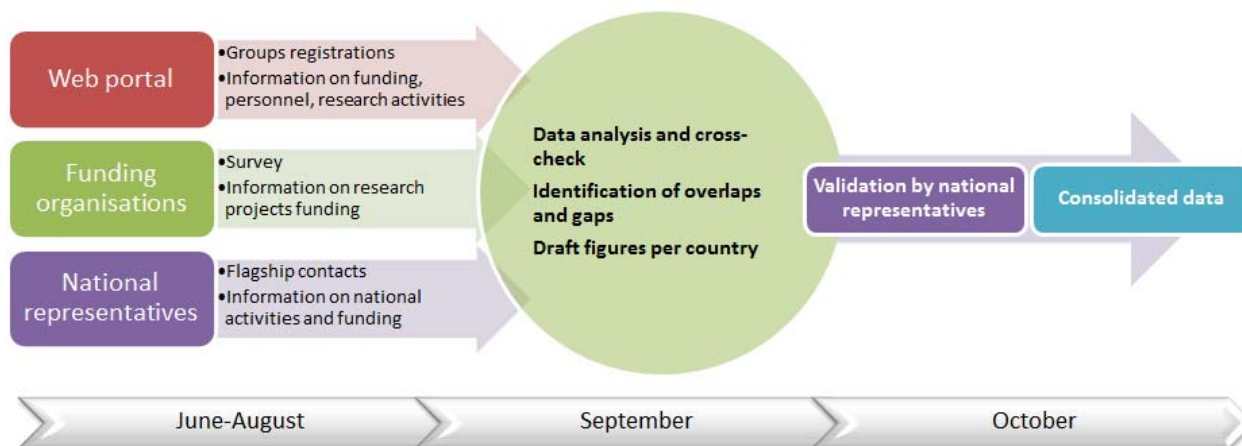 Web portal
•Groups registrations
•Information on funding,
personnel, research activities
Funding
organisations
•Survey
•Information on research
projects funding
National
representatives
•Flagship contacts
•Information on national
activities and funding
Data analysis and cross-
check
Identification of overlaps
and gaps
Draft figures per country
Validation by national
representatives
Consolidated data
June-August
September
October